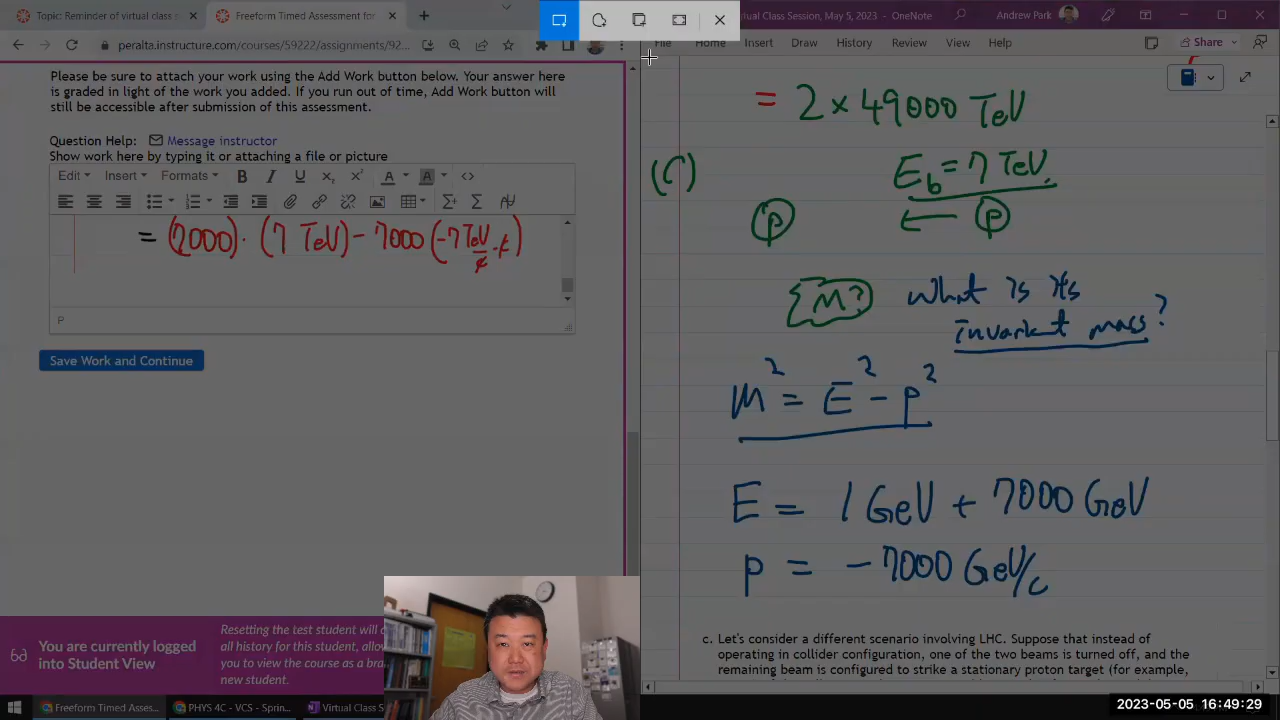 Topic: Reminder of virtual class s
Freeform Timed Assessment for
irtual Class Session, May 5, 2023 - OneNote
Andrew Park
peralta.instructure.com/courses/59222/assignments/92...
File Home Insert Draw History Review View Help
Share
Please be sure to attach your work using the Add Work button below. Your answer here
is graded in light of the work you added. If you run out of time, Add Work button will
still be accessible after submission of this assessment.
Question Help: Message instructor
Show work here by typing it or attaching a file or picture
Edit Insert Formats B I U X₂ X² A A <>
= (7000) · (7 TeV) - 7000 (-7 TeV/c · c)
P
Save Work and Continue
= 2 × 49000 TeV
(C) E_b = 7 TeV.
p ← p
{M? What is its
invariant mass?
M² = E² - p²
E = 1 GeV + 7000 GeV
p = - 7000 GeV/c
c. Let's consider a different scenario involving LHC. Suppose that instead of
operating in collider configuration, one of the two beams is turned off, and the
remaining beam is configured to strike a stationary proton target (for example,
You are currently logged
into Student View
Resetting the test student will c
all history for this student, allow
you to view the course as a bra
new student.
Freeform Timed Asses...
PHYS 4C - VCS - Sprin...
Virtual Class S
2023-05-05 16:49:29